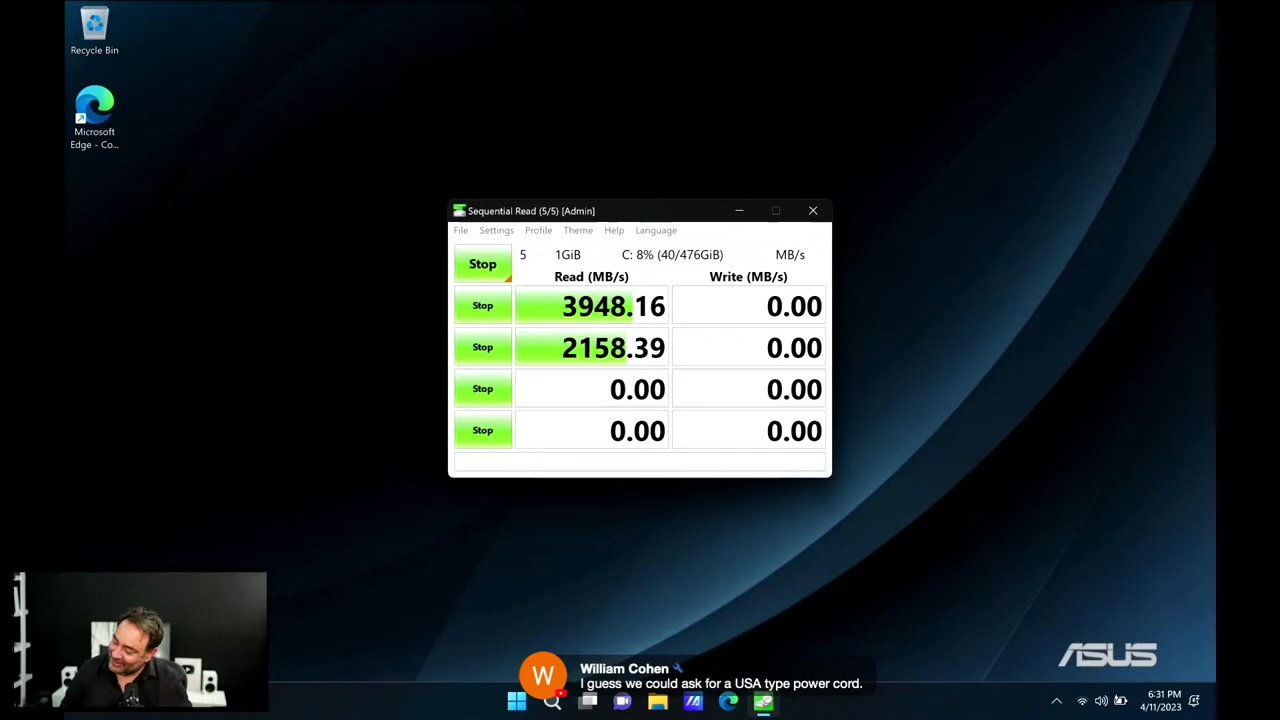 Recycle Bin
Microsoft
Edge - Co...
Sequential Read (5/5) [Admin]
File Settings Profile Theme Help Language
Stop 5 1GiB C: 8% (40/476GiB) MB/s
Read (MB/s) Write (MB/s)
Stop 3948.16 0.00
Stop 2158.39 0.00
Stop 0.00 0.00
Stop 0.00 0.00
ASUS
W William Cohen
I guess we could ask for a USA type power cord.
6:31 PM
4/11/2023